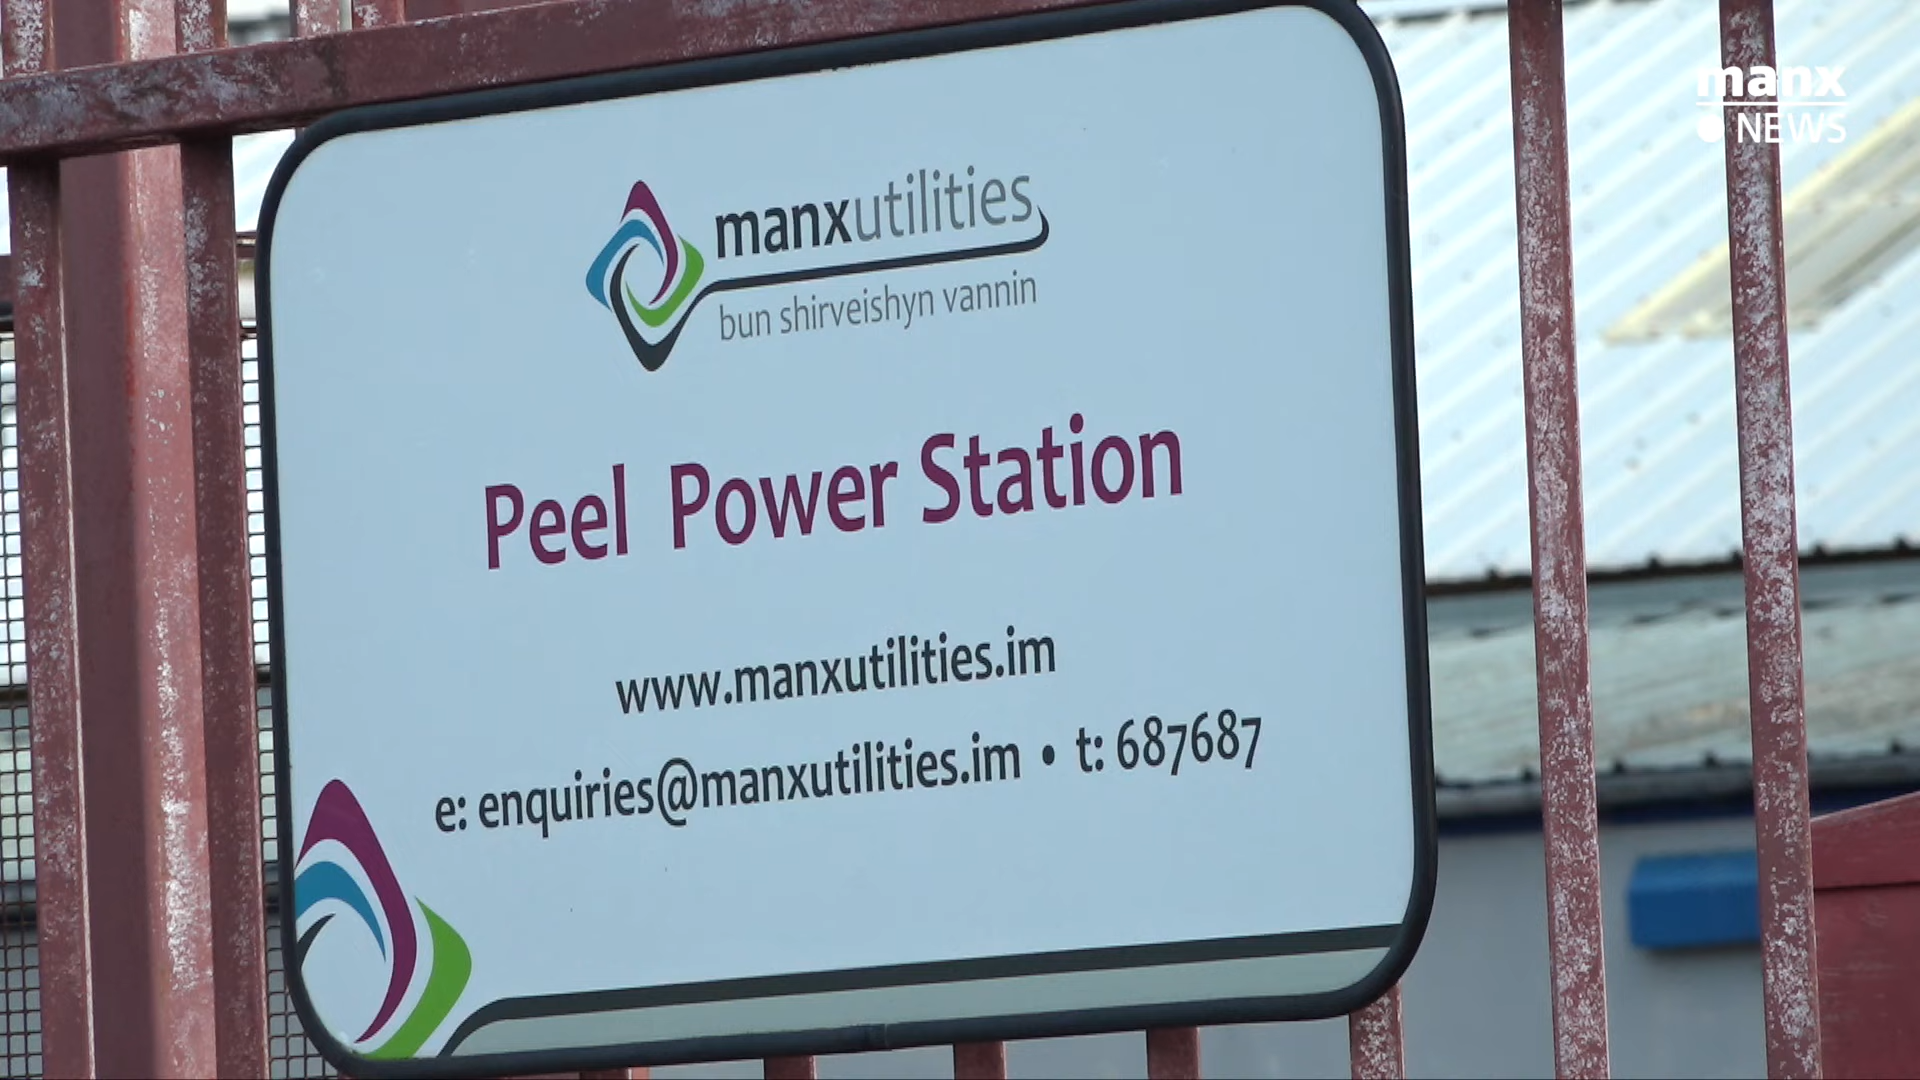 manx
NEWS
manxutilities
bun shirveishyn vannin
Peel Power Station
www.manxutilities.im
e: enquiries@manxutilities.im • t: 687687